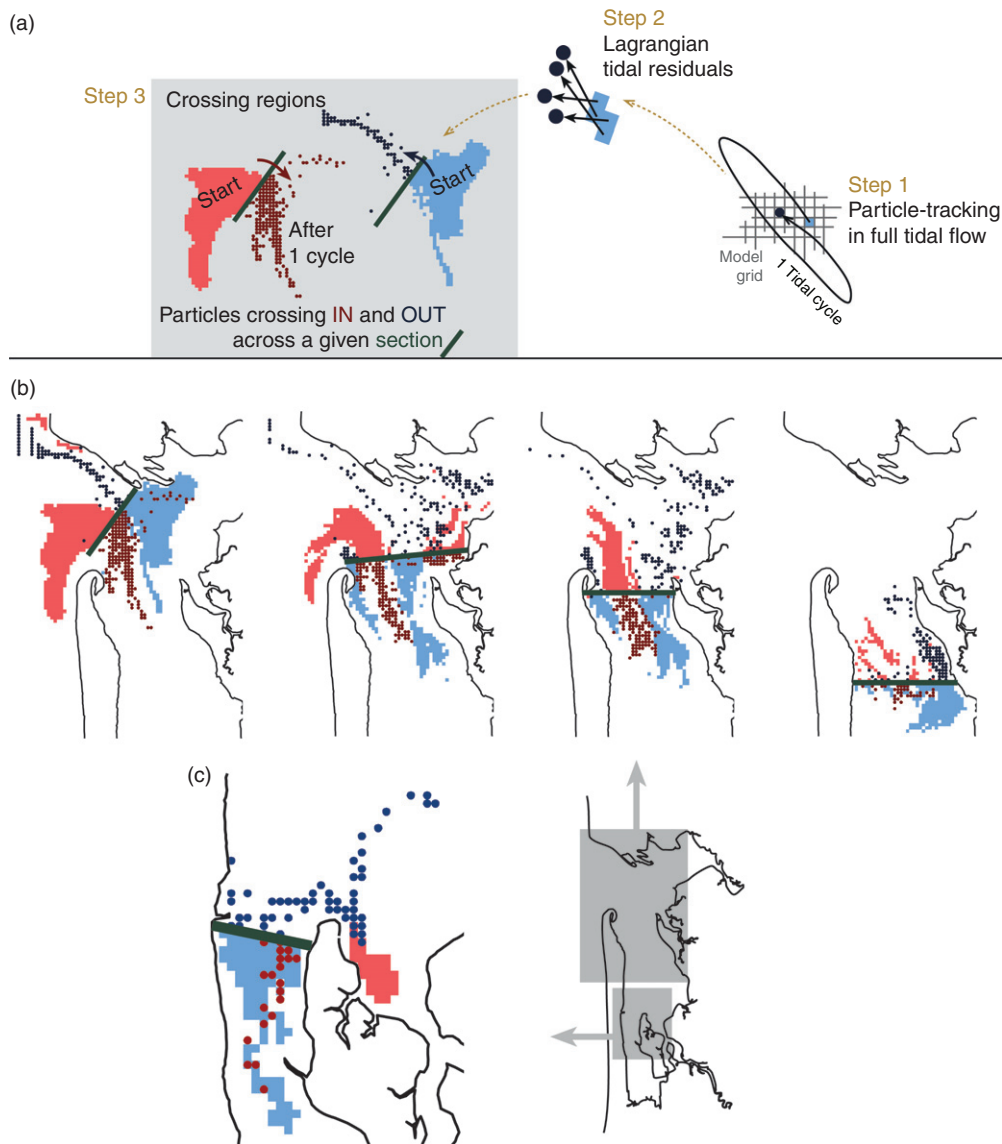 (a)
Step 2
Lagrangian
tidal residuals
Step 3
Crossing regions
Start
Start
After
1 cycle
Step 1
Particle-tracking
in full tidal flow
Model
grid
1 Tidal cycle
Particles crossing IN and OUT
across a given section
(b)
(c)